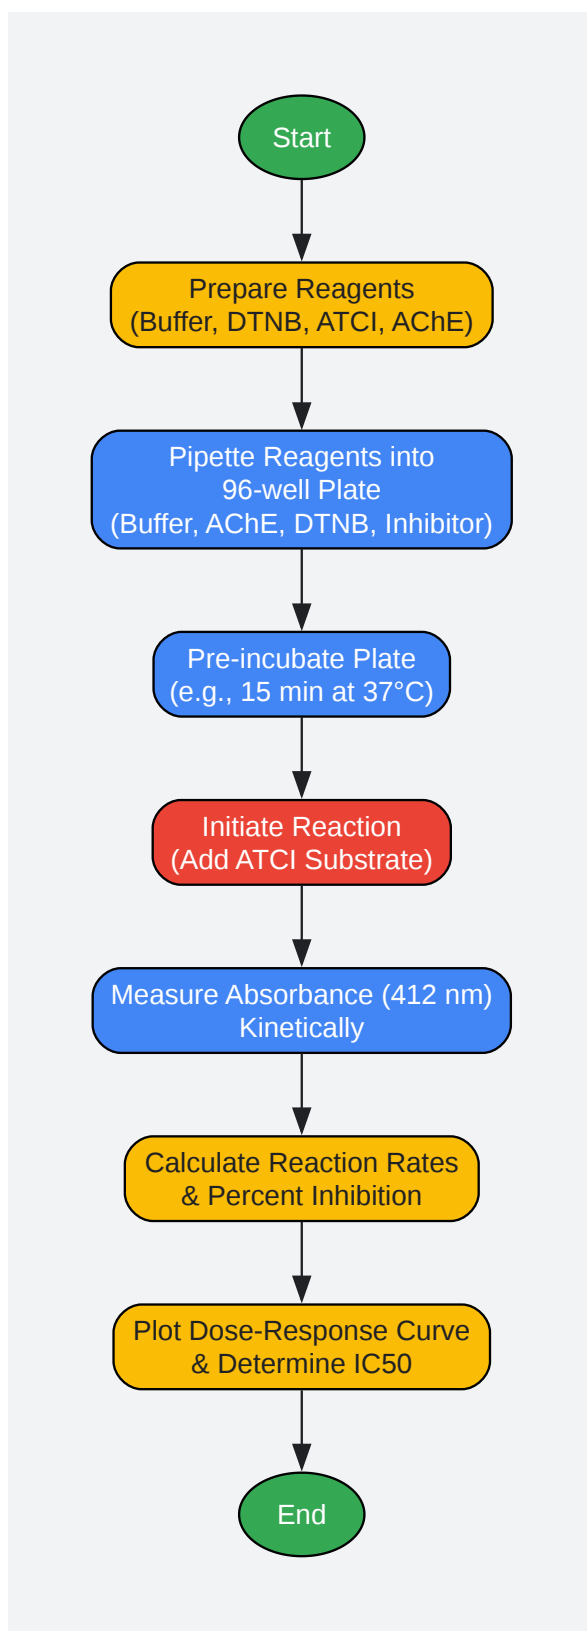 Start
Prepare Reagents
(Buffer, DTNB, ATCI, AChE)
Pipette Reagents into
96-well Plate
(Buffer, AChE, DTNB, Inhibitor)
Pre-incubate Plate
(e.g., 15 min at 37°C)
Initiate Reaction
(Add ATCI Substrate)
Measure Absorbance (412 nm)
Kinetically
Calculate Reaction Rates
& Percent Inhibition
Plot Dose-Response Curve
& Determine IC50
End